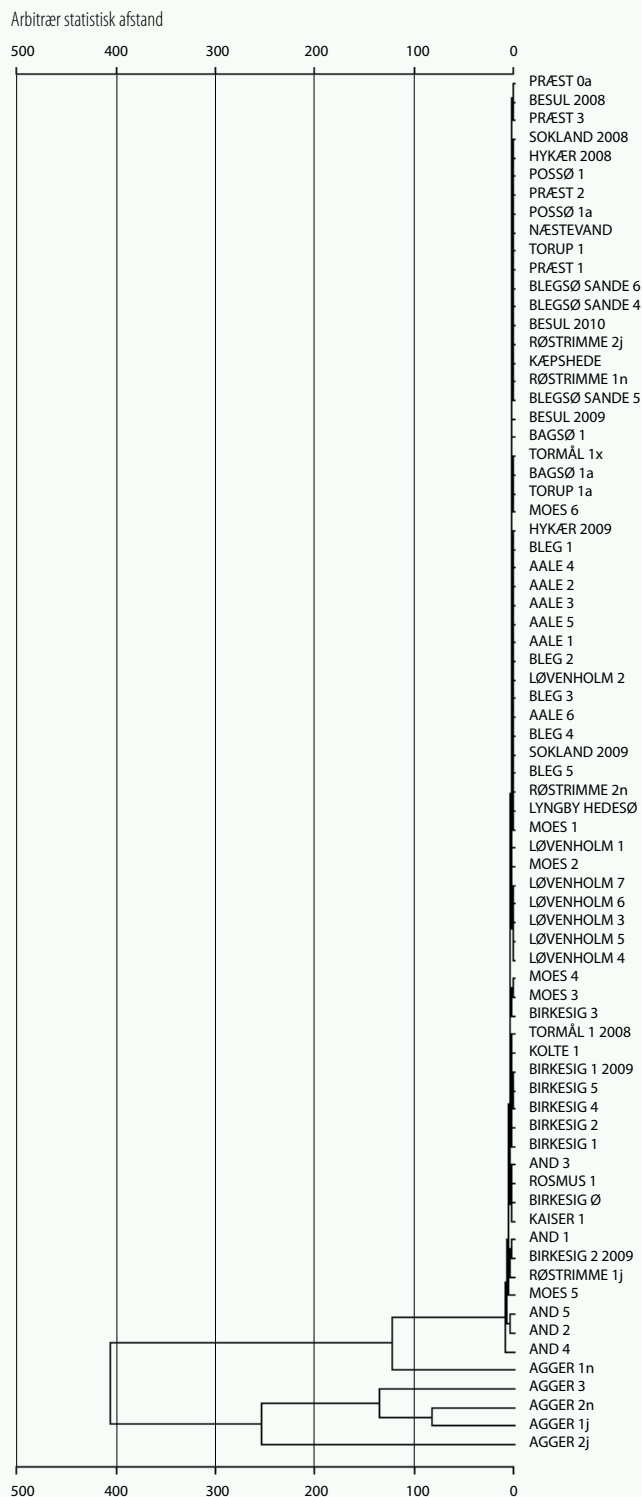 Arbitrær statistisk afstand
500 400 300 200 100 0
PRÆST 0a
BESUL 2008
PRÆST 3
SOKLAND 2008
HYKÆR 2008
POSSØ 1
PRÆST 2
POSSØ 1a
NÆSTEVAND
TORUP 1
PRÆST 1
BLEGSØ SANDE 6
BLEGSØ SANDE 4
BESUL 2010
RØSTRIMME 2j
KÆPSHEDE
RØSTRIMME 1n
BLEGSØ SANDE 5
BESUL 2009
BAGSØ 1
TORMÅL 1x
BAGSØ 1a
TORUP 1a
MOES 6
HYKÆR 2009
BLEG 1
AALE 4
AALE 2
AALE 3
AALE 5
AALE 1
BLEG 2
LØVENHOLM 2
BLEG 3
AALE 6
BLEG 4
SOKLAND 2009
BLEG 5
RØSTRIMME 2n
LYNGBY HEDESØ
MOES 1
LØVENHOLM 1
MOES 2
LØVENHOLM 7
LØVENHOLM 6
LØVENHOLM 3
LØVENHOLM 5
LØVENHOLM 4
MOES 4
MOES 3
BIRKESIG 3
TORMÅL 1 2008
KOLTE 1
BIRKESIG 1 2009
BIRKESIG 5
BIRKESIG 4
BIRKESIG 2
BIRKESIG 1
AND 3
ROSMUS 1
BIRKESIG Ø
KAISER 1
AND 1
BIRKESIG 2 2009
RØSTRIMME 1j
MOES 5
AND 5
AND 2
AND 4
AGGER 1n
AGGER 3
AGGER 2n
AGGER 1j
AGGER 2j
500 400 300 200 100 0